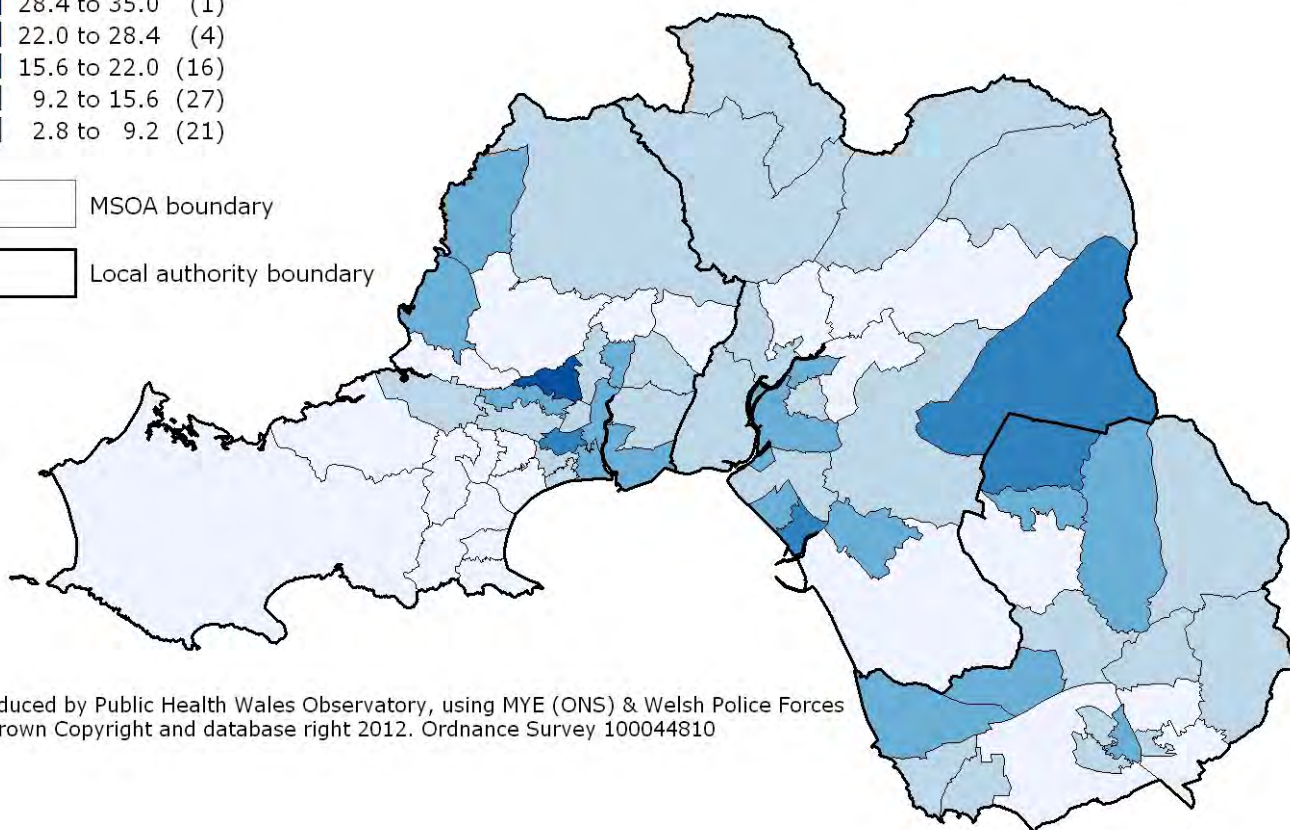 28.4 to 35.0 (1)
22.0 to 28.4 (4)
15.6 to 22.0 (16)
9.2 to 15.6 (27)
2.8 to 9.2 (21)
MSOA boundary
Local authority boundary
duced by Public Health Wales Observatory, using MYE (ONS) & Welsh Police Forces
rown Copyright and database right 2012. Ordnance Survey 100044810